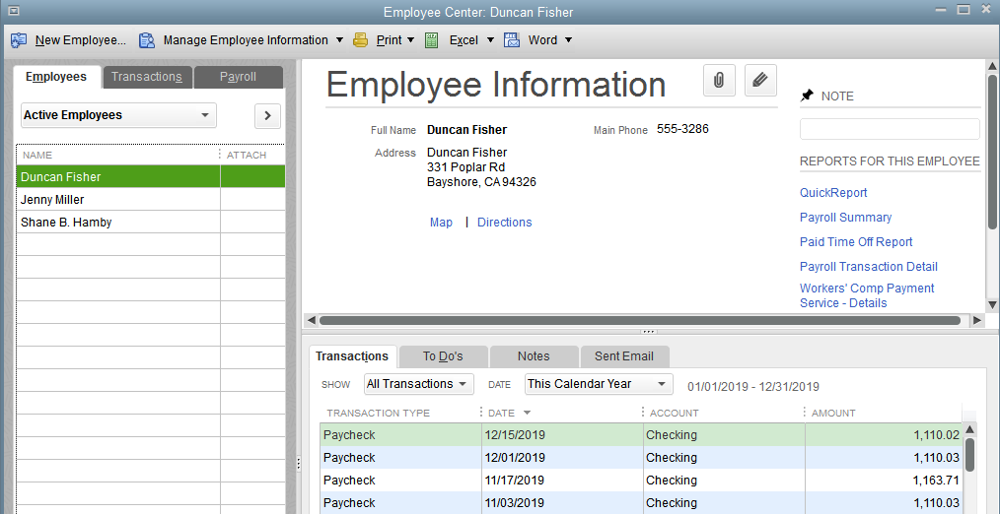 Employee Center: Duncan Fisher
New Employee... Manage Employee Information Print Excel Word
Employees Transactions Payroll
Active Employees
NAME ATTACH
Duncan Fisher
Jenny Miller
Shane B. Hamby
Employee Information
Full Name Duncan Fisher Main Phone 555-3286
Address Duncan Fisher
331 Poplar Rd
Bayshore, CA 94326
Map | Directions
NOTE
REPORTS FOR THIS EMPLOYEE
QuickReport
Payroll Summary
Paid Time Off Report
Payroll Transaction Detail
Workers' Comp Payment
Service - Details
Transactions To Do's Notes Sent Email
SHOW All Transactions DATE This Calendar Year 01/01/2019 - 12/31/2019
TRANSACTION TYPE DATE ACCOUNT AMOUNT
Paycheck 12/15/2019 Checking 1,110.02
Paycheck 12/01/2019 Checking 1,110.03
Paycheck 11/17/2019 Checking 1,163.71
Paycheck 11/03/2019 Checking 1,110.03